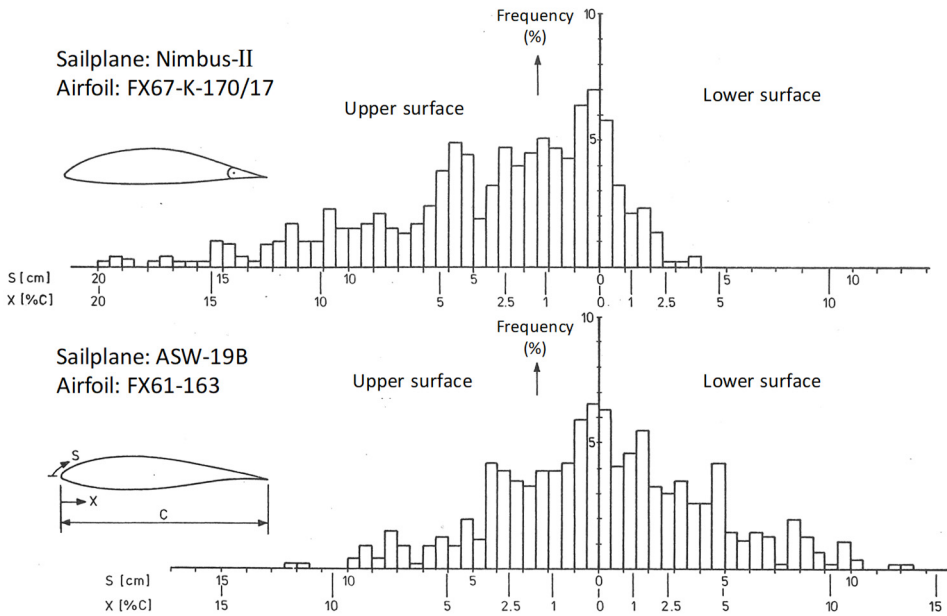 Frequency
(%)
10
Sailplane: Nimbus-II
Airfoil: FX67-K-170/17
Upper surface
Lower surface
5
S [cm] 20 15 10 5 0 5 10
X [%C] 20 15 10 5 2.5 1 0 1 2.5 5 10
Frequency
(%)
10
Sailplane: ASW-19B
Airfoil: FX61-163
Upper surface
Lower surface
5
S
X
C
S [cm] 15 10 5 0 5 10 15
X [%C] 15 10 5 2.5 1 0 1 2.5 5 10